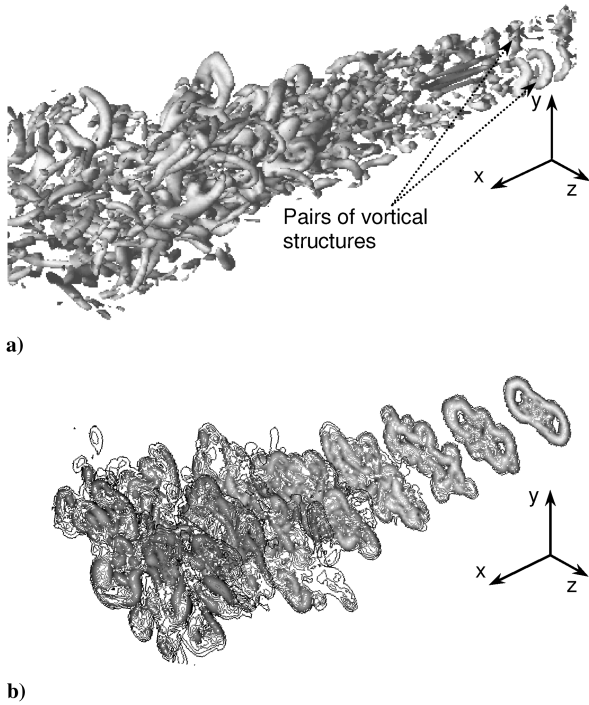 y
x
z
Pairs of vortical
structures
a)
y
x
z
b)